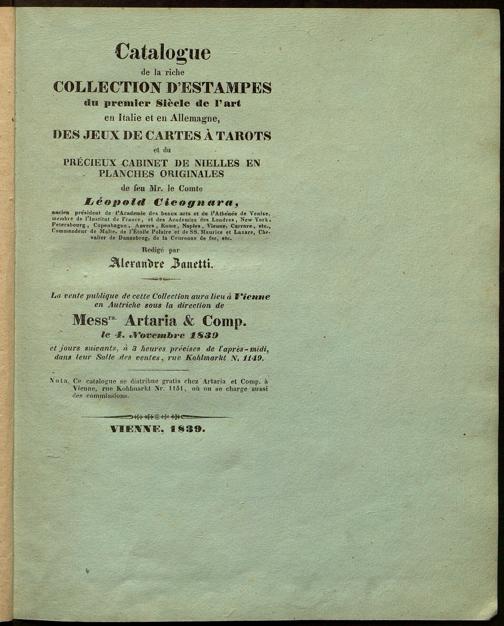 Catalogue
de la riche
COLLECTION D'ESTAMPES
du premier Siècle de l'art
en Italie et en Allemagne,
DES JEUX DE CARTES À TAROTS
et du
PRÉCIEUX CABINET DE NIELLES EN
PLANCHES ORIGINALES
de feu Mr. le Comte
Léopold Cicognara,
ancien président de l'Academie des beaux arts et de l'Athénée de Venise,
membre de l'Institut de France, et des Academies des Londres, New York,
Petersbourg, Copenhague, Anvers, Rome, Naples, Vienne, Carrare, etc.,
Commandeur de Malte, de l'Etoile Polaire et de SS. Maurice et Lazare, Che-
valier de Danneborg, de la Couronne de fer, etc.
Redigé par
Alexandre Zanetti.
La vente publique de cette Collection aura lieu à Vienne
en Autriche sous la direction de
Mess.rs Artaria & Comp.
le 4. Novembre 1839
et jours suivants, à 3 heures précises de l'après-midi,
dans leur Salle des ventes, rue Kohlmarkt N. 1149.
Nota. Ce catalogue se distribue gratis chez Artaria et Comp. à
Vienne, rue Kohlmarkt Nr. 1151, où on se charge aussi
des commissions.
VIENNE, 1839.